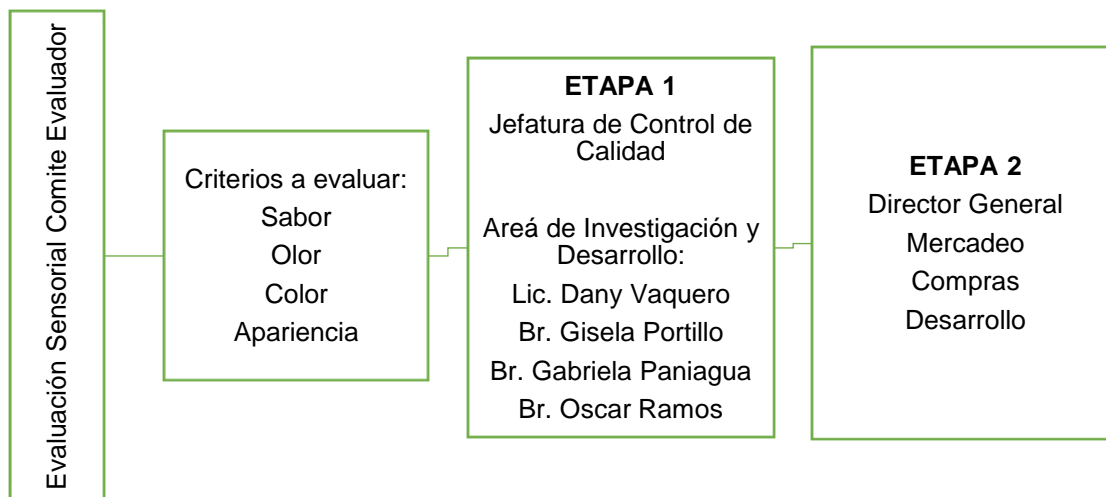 Evaluación Sensorial Comite Evaluador
Criterios a evaluar:
Sabor
Olor
Color
Apariencia
ETAPA 1
Jefatura de Control de
Calidad
Areá de Investigación y
Desarrollo:
Lic. Dany Vaquero
Br. Gisela Portillo
Br. Gabriela Paniagua
Br. Oscar Ramos
ETAPA 2
Director General
Mercadeo
Compras
Desarrollo